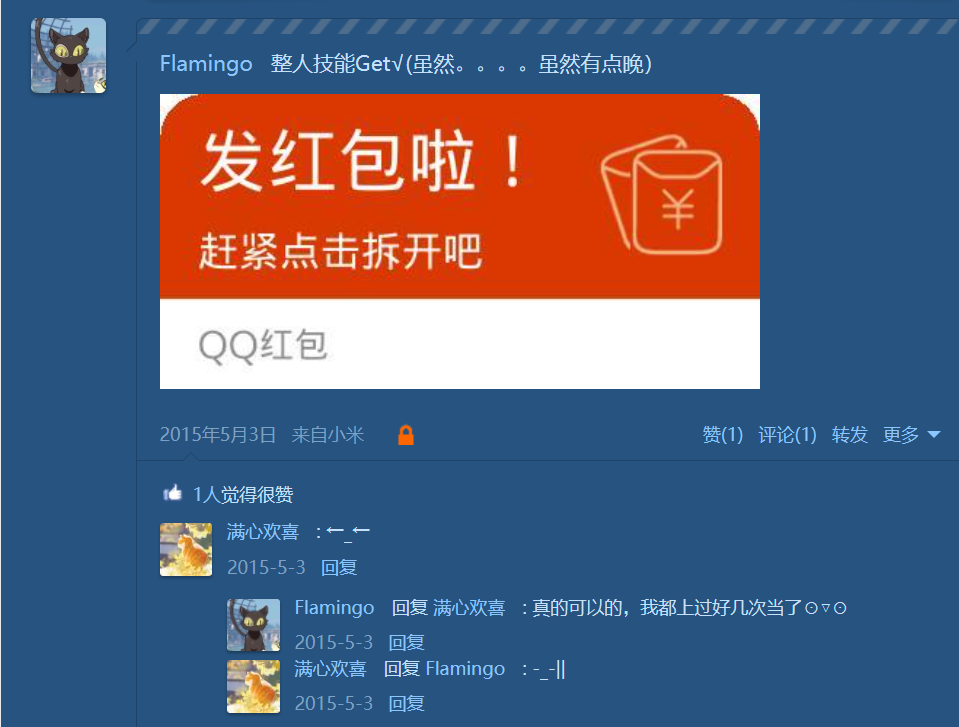 Flamingo 整人技能Get√(虽然。。。。虽然有点晚)
发红包啦！
赶紧点击拆开吧
QQ红包
2015年5月3日 来自小米 赞(1) 评论(1) 转发 更多
1人觉得很赞
满心欢喜 : ←_←
2015-5-3 回复
Flamingo 回复 满心欢喜 : 真的可以的，我都上过好几次当了⊙▿⊙
2015-5-3 回复
满心欢喜 回复 Flamingo : -_-||
2015-5-3 回复